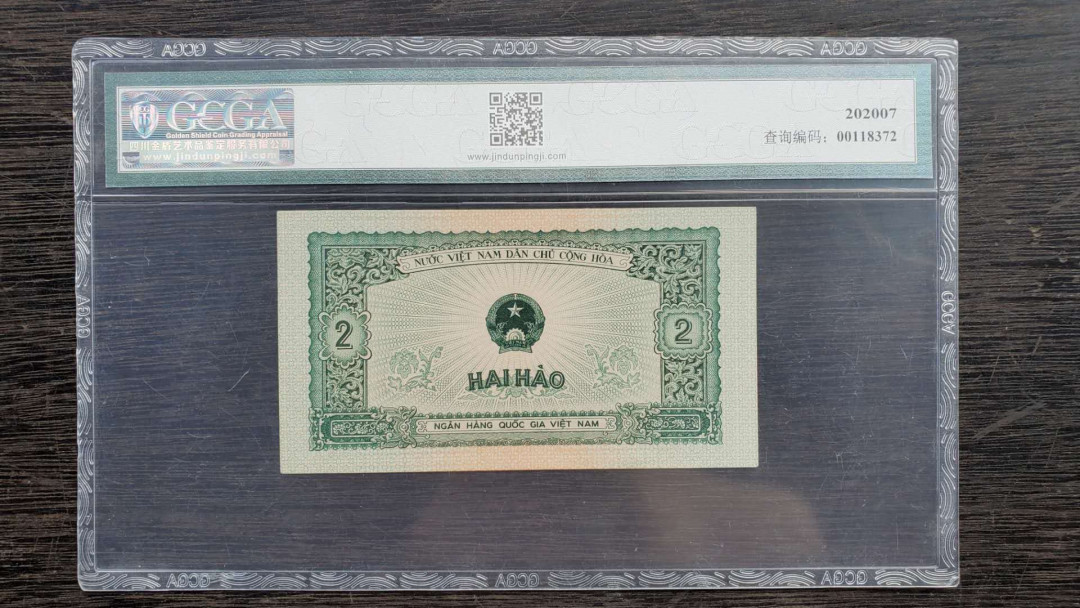 GCGA
Golden Shield Coin Grading Appraisal
四川金盾艺术品鉴定服务有限公司
www.jindunpingji.com
www.jindunpingji.com
202007
查询编码：00118372
NƯỚC VIỆT NAM DÂN CHỦ CỘNG HÒA
2
2
HAI HÀO
NGÂN HÀNG QUỐC GIA VIỆT NAM